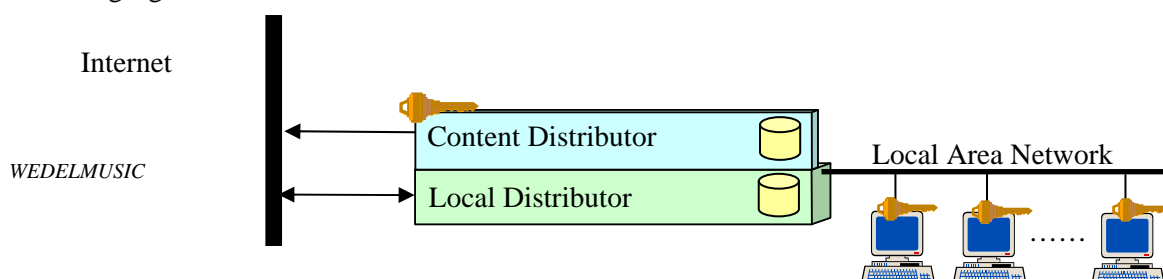 Internet
Content Distributor
Local Area Network
WEDELMUSIC
Local Distributor
……